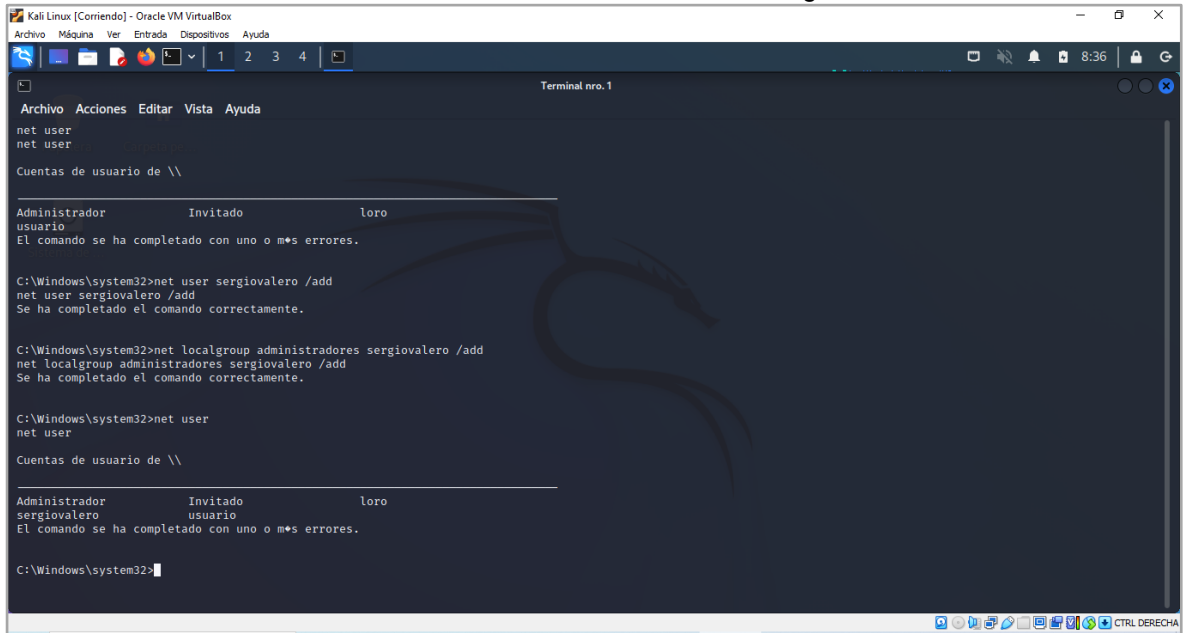 Kali Linux [Corriendo] - Oracle VM VirtualBox
Archivo Máquina Ver Entrada Dispositivos Ayuda
1 2 3 4
8:36
Terminal nro. 1
Archivo Acciones Editar Vista Ayuda
net user
net user
Cuentas de usuario de \\
Administrador Invitado loro
usuario
El comando se ha completado con uno o m�s errores.
C:\Windows\system32>net user sergiovalero /add
net user sergiovalero /add
Se ha completado el comando correctamente.
C:\Windows\system32>net localgroup administradores sergiovalero /add
net localgroup administradores sergiovalero /add
Se ha completado el comando correctamente.
C:\Windows\system32>net user
net user
Cuentas de usuario de \\
Administrador Invitado loro
sergiovalero usuario
El comando se ha completado con uno o m�s errores.
C:\Windows\system32>
CTRL DERECHA